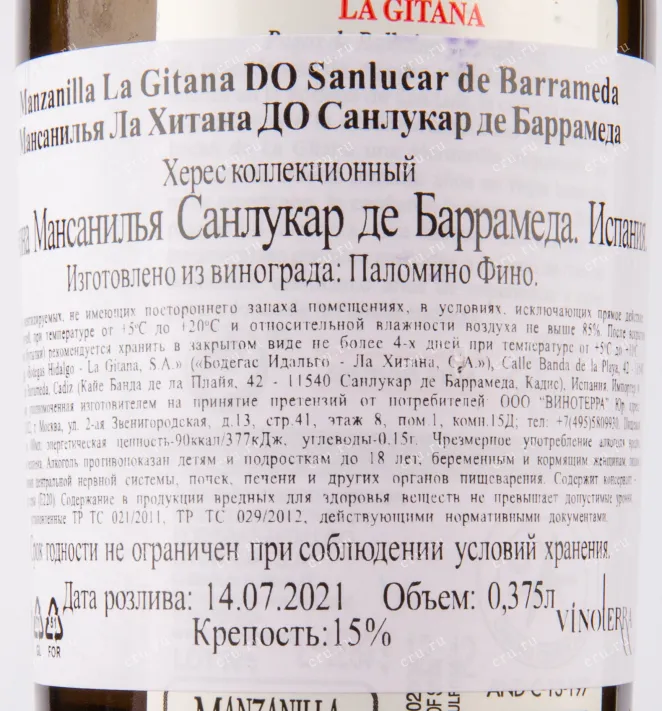 LA GITANA
Manzanilla La Gitana DO Sanlucar de Barrameda
Мансанилья Ла Хитана ДО Санлукар де Баррамеда
Херес коллекционный
Мансанилья Санлукар де Баррамеда. Испания
Изготовлено из винограда: Паломино Фино.
не имеющих постороннего запаха помещениях, в условиях, исключающих прямое
при температуре от +5°C до +20°C и относительной влажности воздуха не выше 85%. После
рекомендуется хранить в закрытом виде не более 4-х дней при температуре от +5°C до
Hidalgo - La Gitana, S.A.» («Бодегас Идальго - Ла Хитана, С.А.»), Calle Banda de la Playa, 42
Barrameda, Cadiz (Кайе Банда де ла Плайя, 42 - 11540 Санлукар де Баррамеда, Кадис), Испания
изготовителем на принятие претензий от потребителей ООО "ВИНОТЕРРА" Юр.
г Москва, ул. 2-ая Звенигородская, д.13, стр.41, этаж 8, пом.1, комн.15Д; тел: +7(495)5809930
энергетическая ценность-90ккал/377кДж, углеводы-0.15г. Чрезмерное употребление алкоголя
Алкоголь противопоказан детям и подросткам до 18 лет, беременным и кормящим женщинам,
центральной нервной системы, почек, печени и других органов пищеварения. Содержит
(E220) Содержание в продукции вредных для здоровья веществ не превышает допустимые
ТР ТС 021/2011, ТР ТС 029/2012, действующими нормативными документами.
Срок годности не ограничен при соблюдении условий хранения.
Дата розлива: 14.07.2021 Объем: 0,375л
vinoTERRA
Крепость:15%
FOR
MANZANILLA